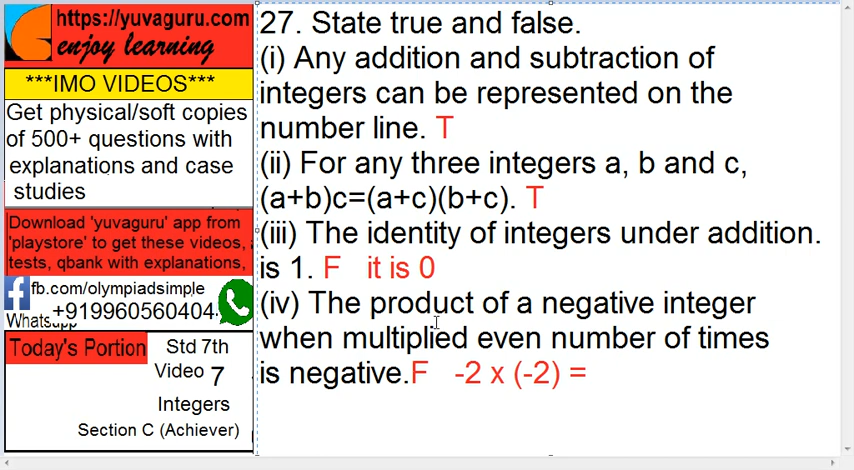 https://yuvaguru.com
enjoy learning
***IMO VIDEOS***
Get physical/soft copies
of 500+ questions with
explanations and case
studies
Download 'yuvaguru' app from
'playstore' to get these videos,
tests, qbank with explanations,
fb.com/olympiadsimple
+919960560404
Whatsapp
Today's Portion
Std 7th
Video 7
Integers
Section C (Achiever)
27. State true and false.
(i) Any addition and subtraction of
integers can be represented on the
number line. T
(ii) For any three integers a, b and c,
(a+b)c=(a+c)(b+c). T
(iii) The identity of integers under addition.
is 1. F it is 0
(iv) The product of a negative integer
when multiplied even number of times
is negative.F -2 x (-2) =